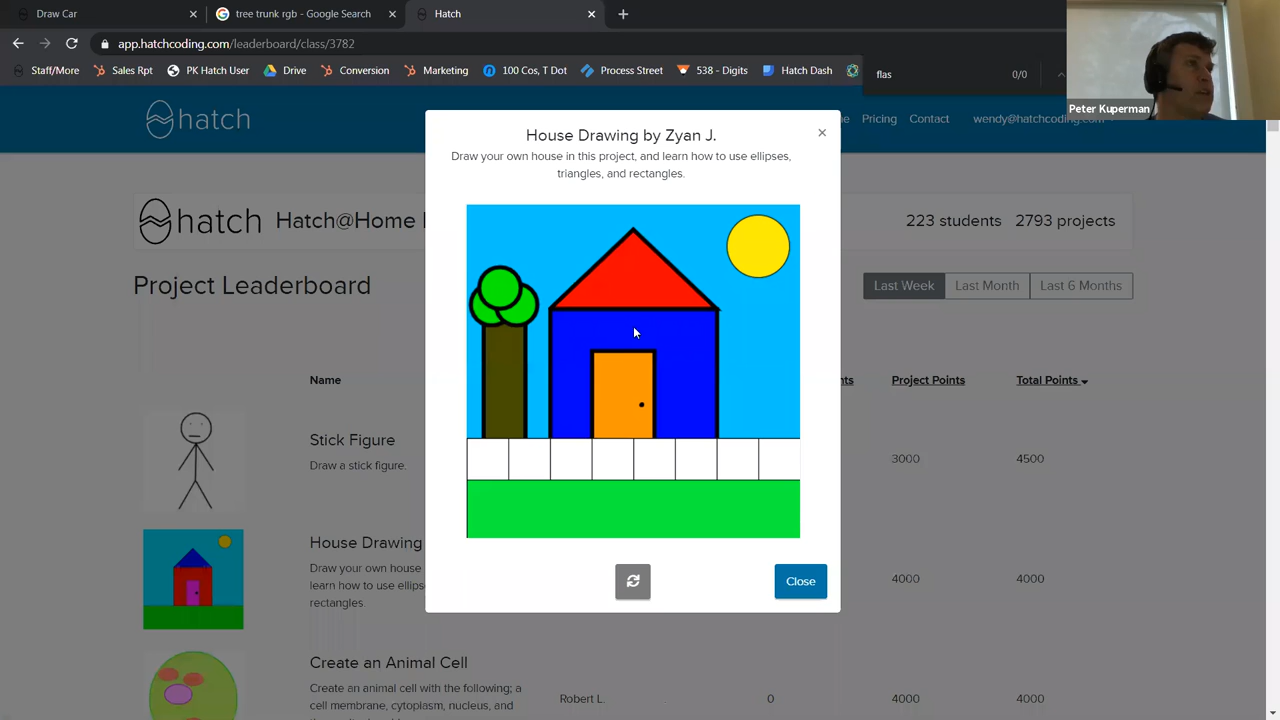 Draw Car
tree trunk rgb - Google Search
Hatch
app.hatchcoding.com/leaderboard/class/3782
Staff/More
Sales Rpt
PK Hatch User
Drive
Conversion
Marketing
100 Cos, T Dot
Process Street
538 - Digits
Hatch Dash
flas
0/0
Peter Kuperman
hatch
Pricing
Contact
wendy@hatchcoding.com
House Drawing by Zyan J.
Draw your own house in this project, and learn how to use ellipses,
triangles, and rectangles.
hatch
Hatch@Home
223 students
2793 projects
Project Leaderboard
Last Week
Last Month
Last 6 Months
Name
Project Points
Total Points
Stick Figure
Draw a stick figure.
3000
4500
House Drawing
Draw your own house
learn how to use
rectangles.
4000
4000
Close
Create an Animal Cell
Create an animal cell with the following; a
cell membrane, cytoplasm, nucleus, and
Robert L.
0
4000
4000